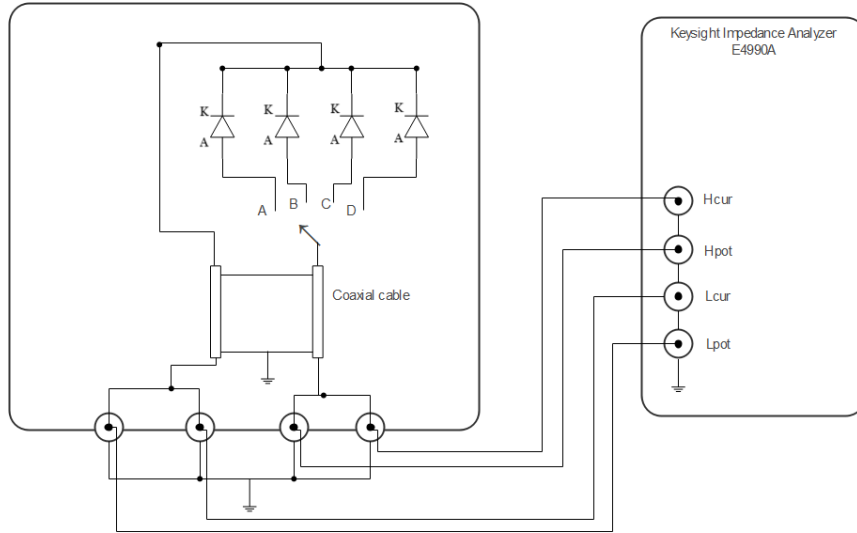 Keysight Impedance Analyzer
E4990A
K
K
K
K
A
A
A
A
A
B
C
D
Hcur
Hpot
Lcur
Lpot
Coaxial cable